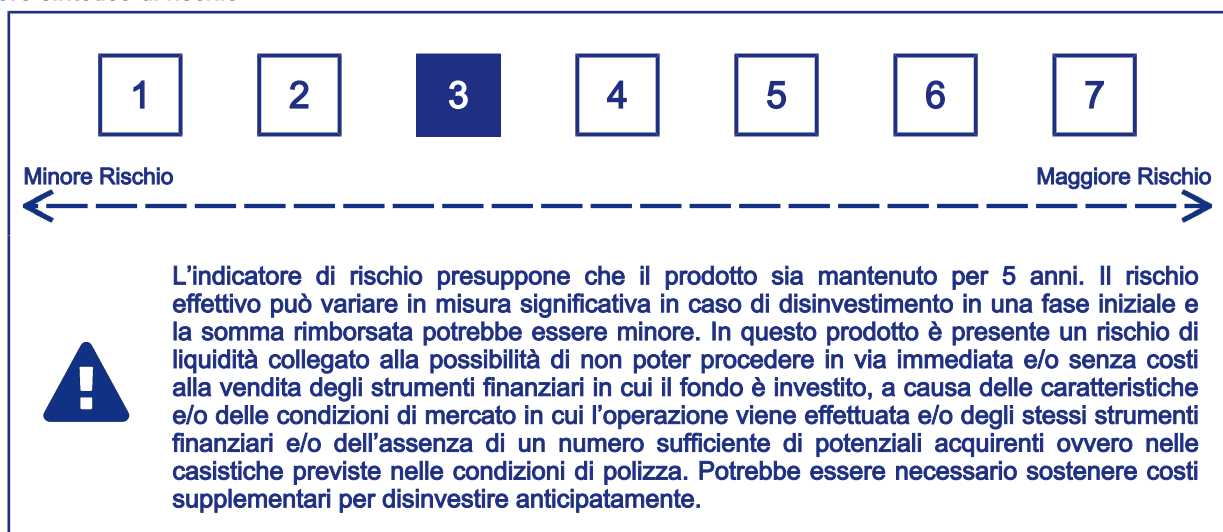 1 2 3 4 5 6 7
Minore Rischio Maggiore Rischio
L'indicatore di rischio presuppone che il prodotto sia mantenuto per 5 anni. Il rischio
effettivo può variare in misura significativa in caso di disinvestimento in una fase iniziale e
la somma rimborsata potrebbe essere minore. In questo prodotto è presente un rischio di
liquidità collegato alla possibilità di non poter procedere in via immediata e/o senza costi
alla vendita degli strumenti finanziari in cui il fondo è investito, a causa delle caratteristiche
e/o delle condizioni di mercato in cui l'operazione viene effettuata e/o degli stessi strumenti
finanziari e/o dell'assenza di un numero sufficiente di potenziali acquirenti ovvero nelle
casistiche previste nelle condizioni di polizza. Potrebbe essere necessario sostenere costi
supplementari per disinvestire anticipatamente.